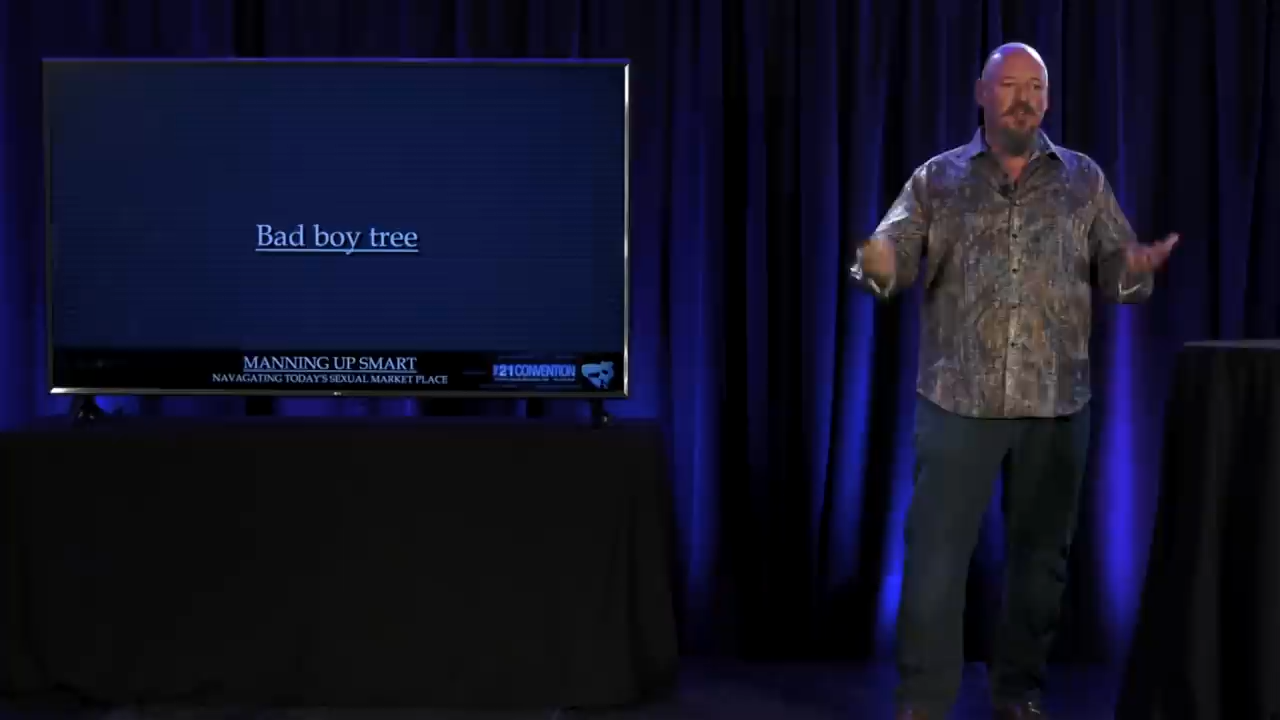 Bad boy tree
MANNING UP SMART
NAVAGATING TODAY'S SEXUAL MARKET PLACE
21 CONVENTION